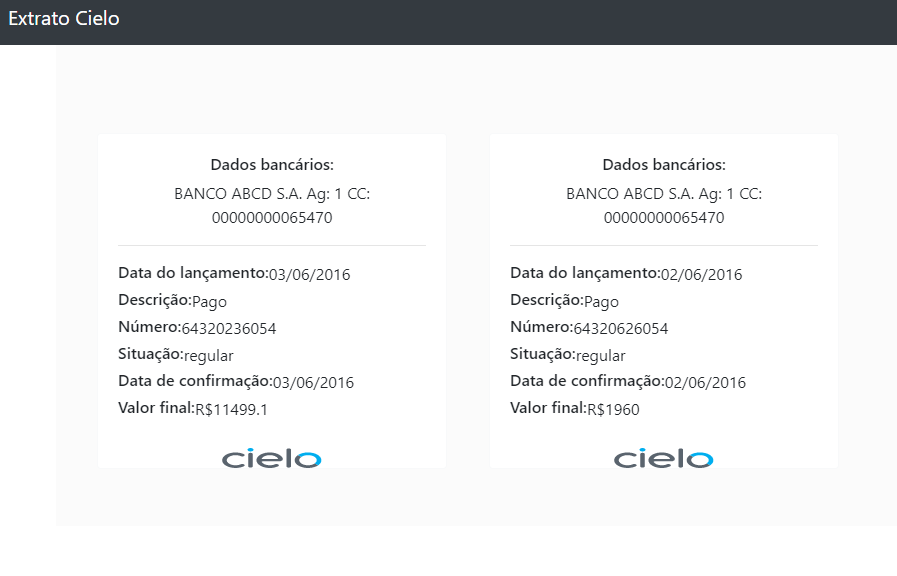 Extrato Cielo
Dados bancários:
BANCO ABCD S.A. Ag: 1 CC:
00000000065470
Data do lançamento:03/06/2016
Descrição:Pago
Número:64320236054
Situação:regular
Data de confirmação:03/06/2016
Valor final:R$11499.1
cielo
Dados bancários:
BANCO ABCD S.A. Ag: 1 CC:
00000000065470
Data do lançamento:02/06/2016
Descrição:Pago
Número:64320626054
Situação:regular
Data de confirmação:02/06/2016
Valor final:R$1960
cielo